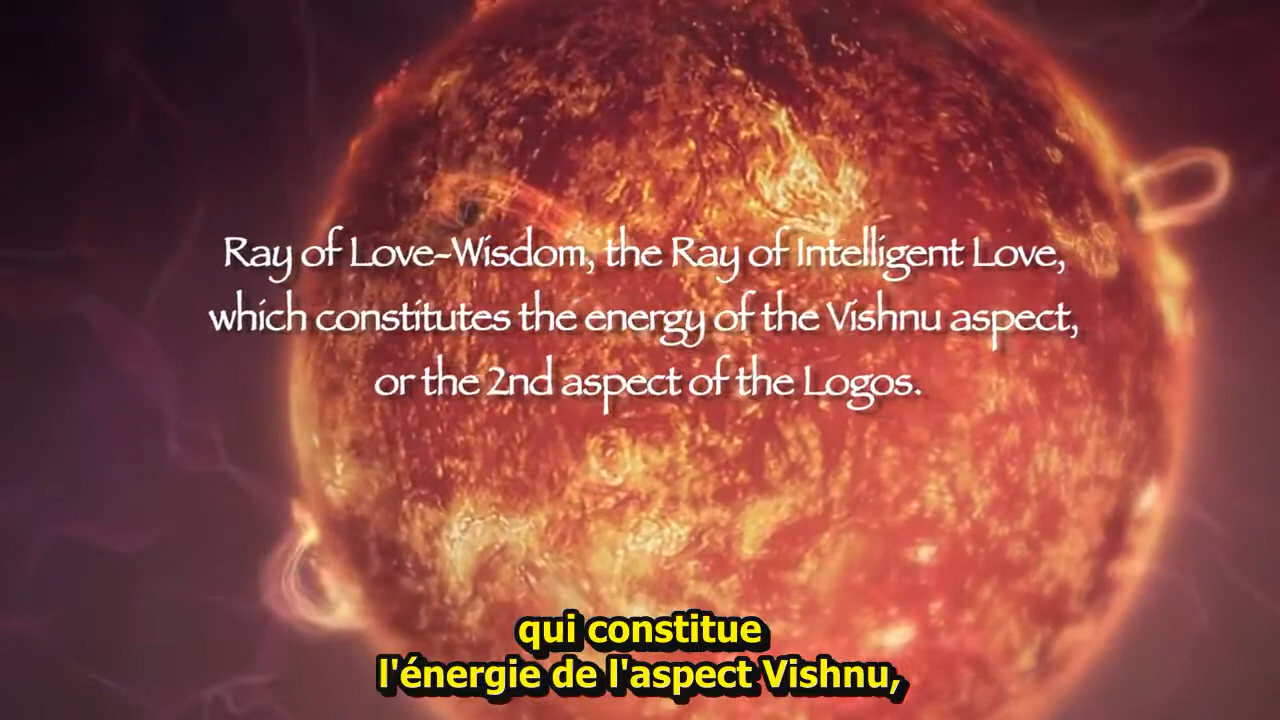 Ray of Love-Wisdom, the Ray of Intelligent Love,
which constitutes the energy of the Vishnu aspect,
or the 2nd aspect of the Logos.
qui constitue
l'énergie de l'aspect Vishnu,